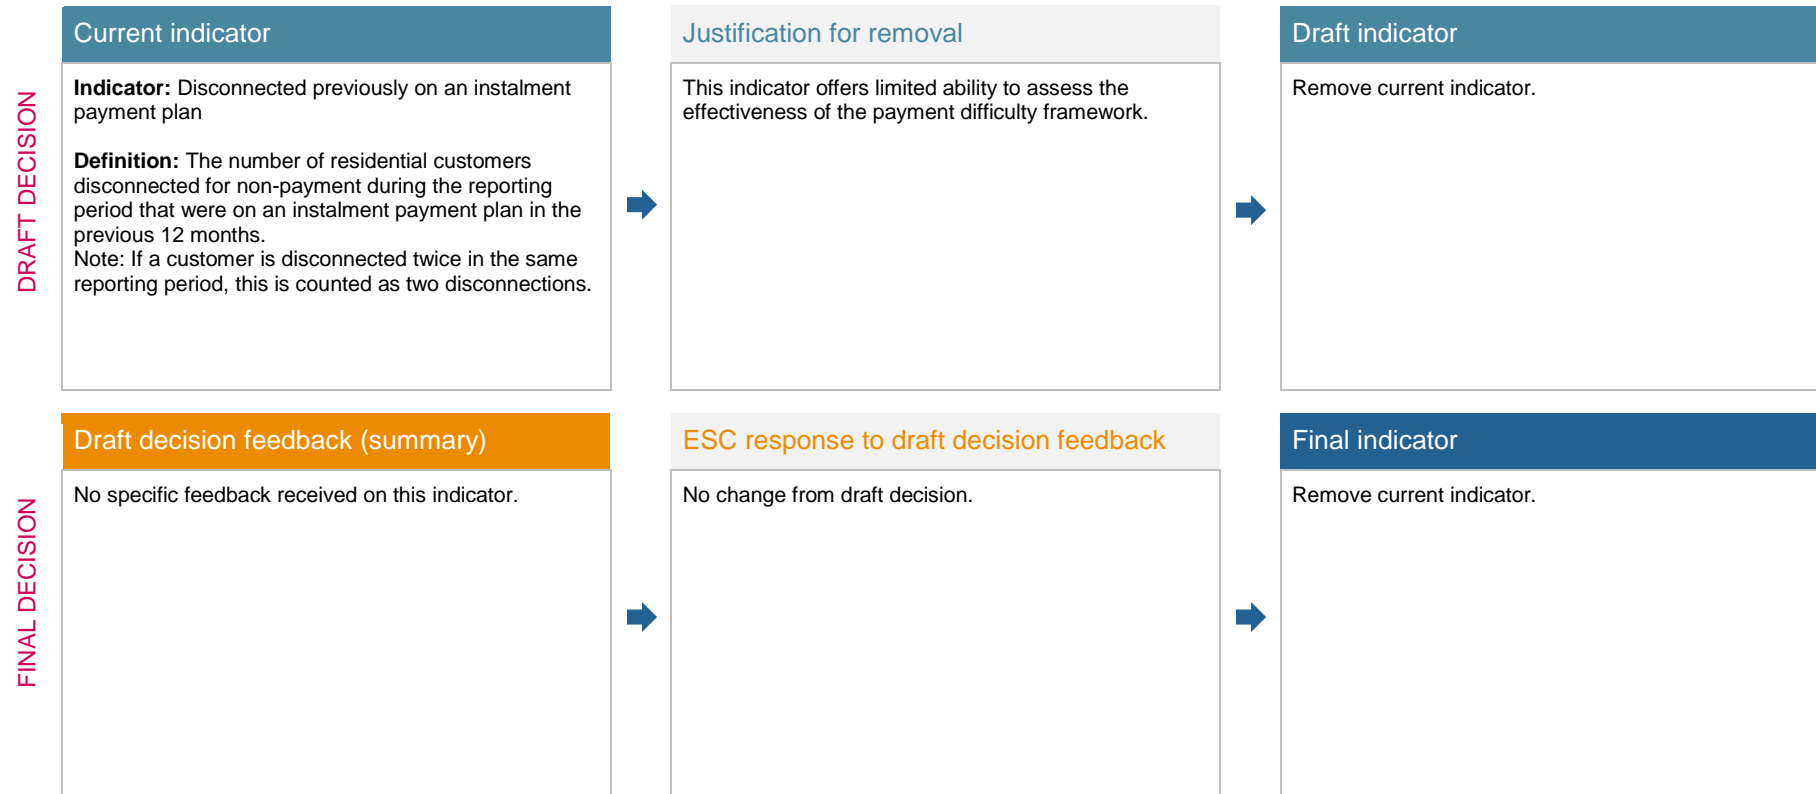 DRAFT DECISION
Current indicator
Indicator: Disconnected previously on an instalment
payment plan
Definition: The number of residential customers
disconnected for non-payment during the reporting
period that were on an instalment payment plan in the
previous 12 months.
Note: If a customer is disconnected twice in the same
reporting period, this is counted as two disconnections.
Justification for removal
This indicator offers limited ability to assess the
effectiveness of the payment difficulty framework.
Draft indicator
Remove current indicator.
FINAL DECISION
Draft decision feedback (summary)
No specific feedback received on this indicator.
ESC response to draft decision feedback
No change from draft decision.
Final indicator
Remove current indicator.